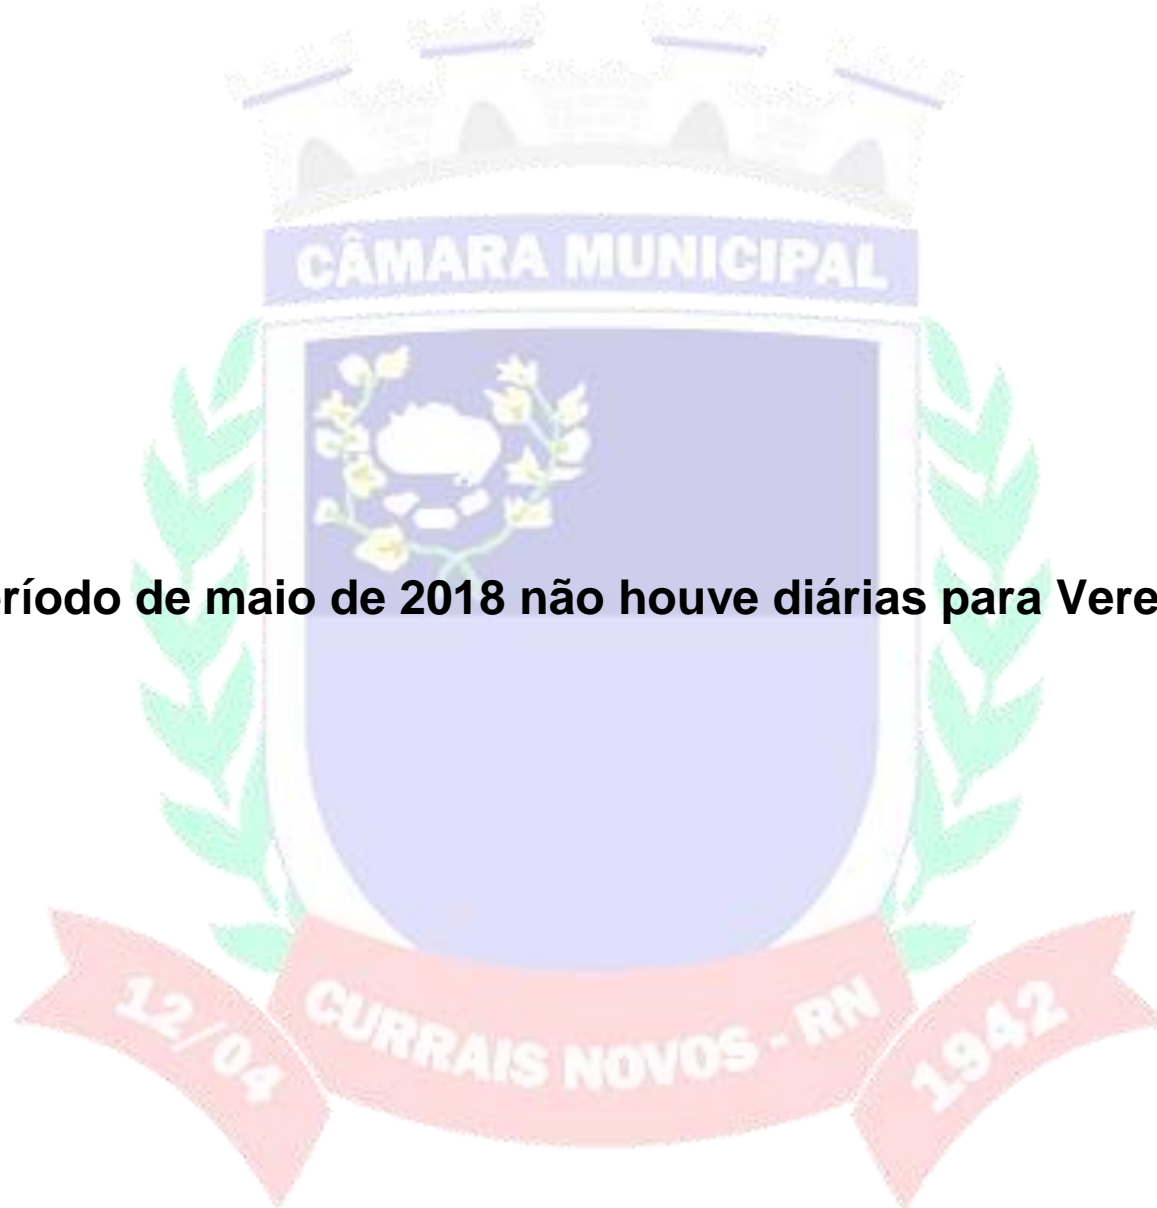 CÂMARA MUNICIPAL
ríodo de maio de 2018 não houve diárias para Vere
12/04
CURRAIS NOVOS - RN
1942